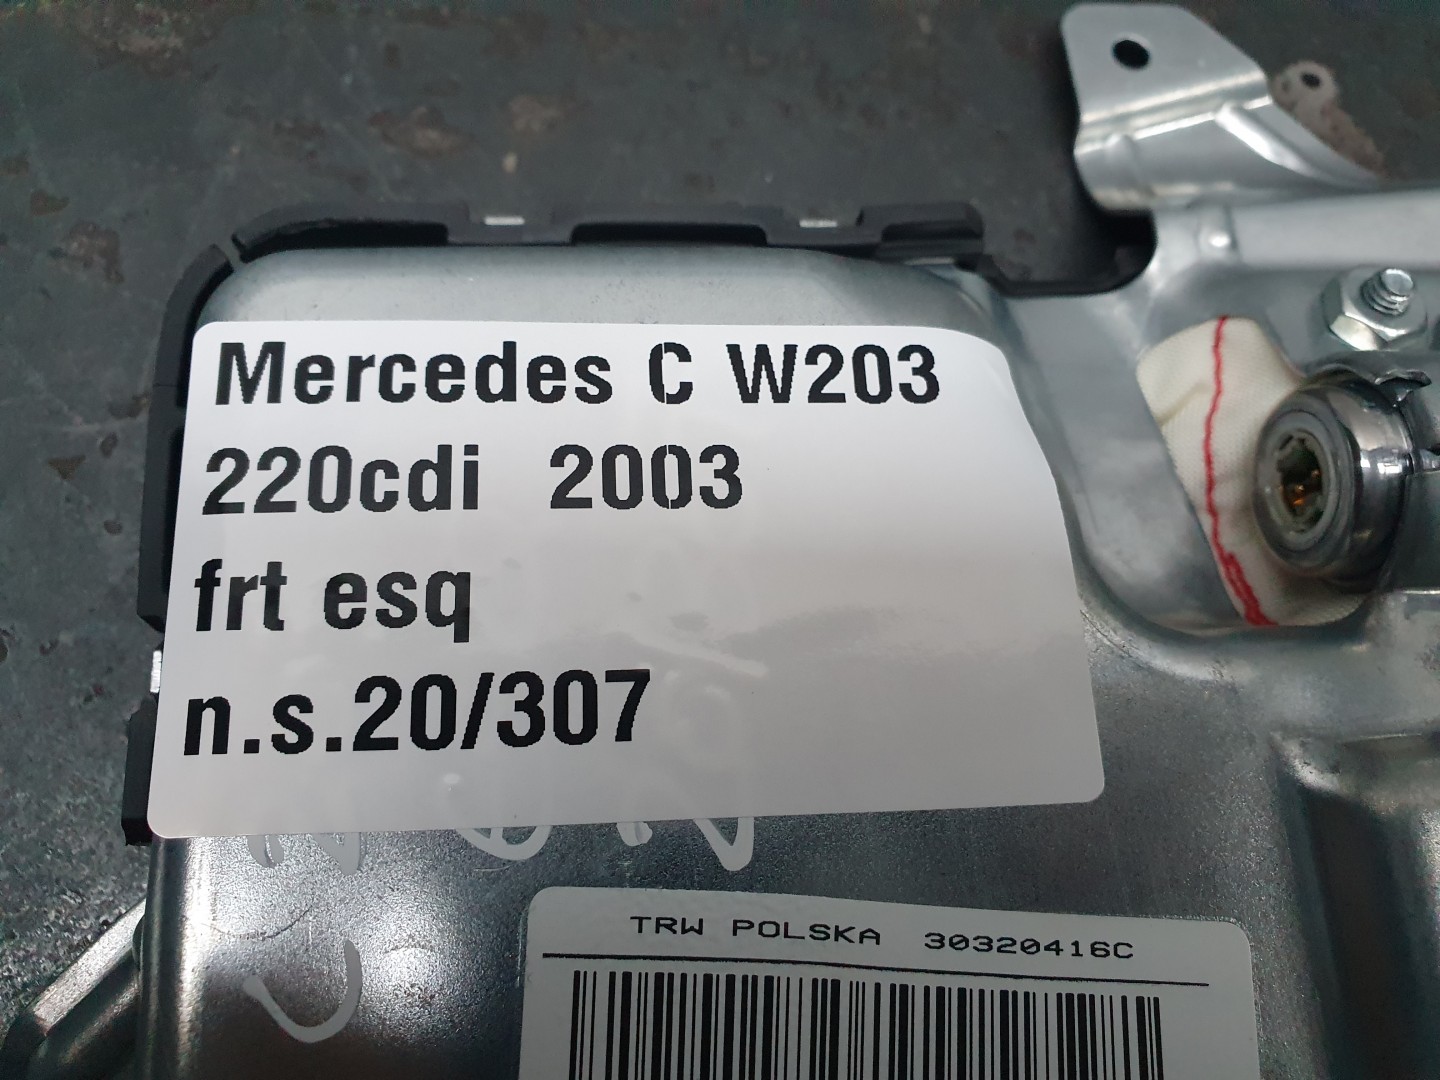 Mercedes C W203
220cdi 2003
frt esq
n.s.20/307
TRW POLSKA 30320416C